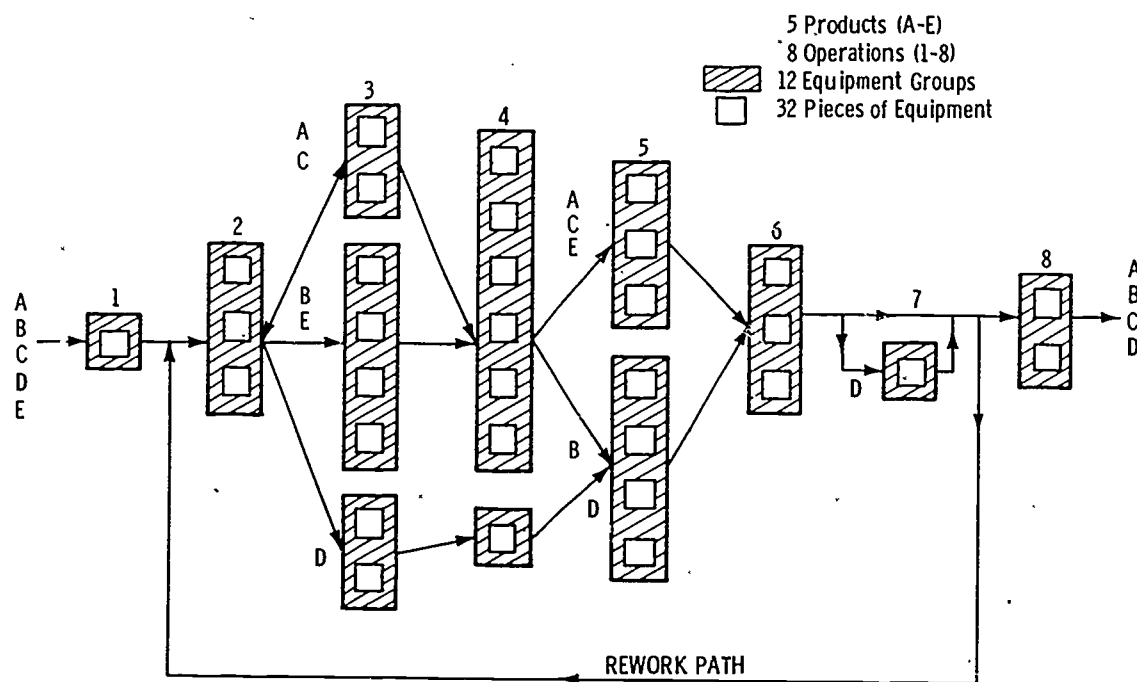 5 Products (A-E)
8 Operations (1-8)
12 Equipment Groups
32 Pieces of Equipment
3
A
C
4
5
A
C
E
2
6
B
E
1
7
8
A
B
C
D
E
A
B
C
D
D
B
D
D
REWORK PATH